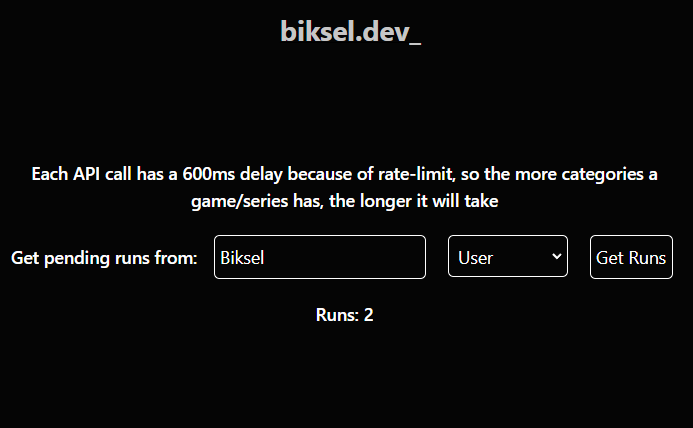 biksel.dev_
Each API call has a 600ms delay because of rate-limit, so the more categories a
game/series has, the longer it will take
Get pending runs from: Biksel User Get Runs
Runs: 2